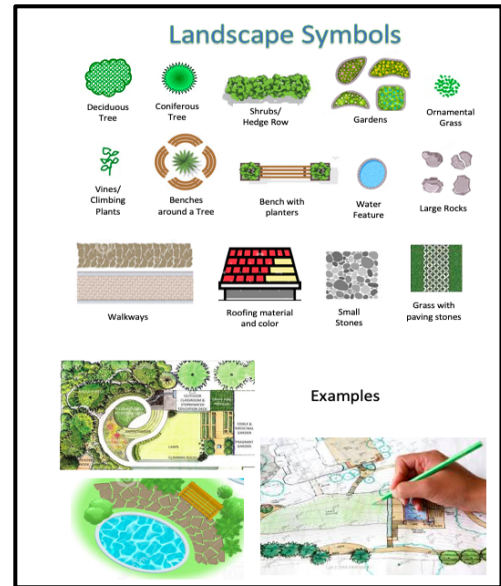 Landscape Symbols
Deciduous
Tree
Coniferous
Tree
Shrubs/
Hedge Row
Gardens
Ornamental
Grass
Vines/
Climbing
Plants
Benches
around a Tree
Bench with
planters
Water
Feature
Large Rocks
Walkways
Roofing material
and color
Small
Stones
Grass with
paving stones
Examples
OUTDOOR
CLASSROOM &
LAWN